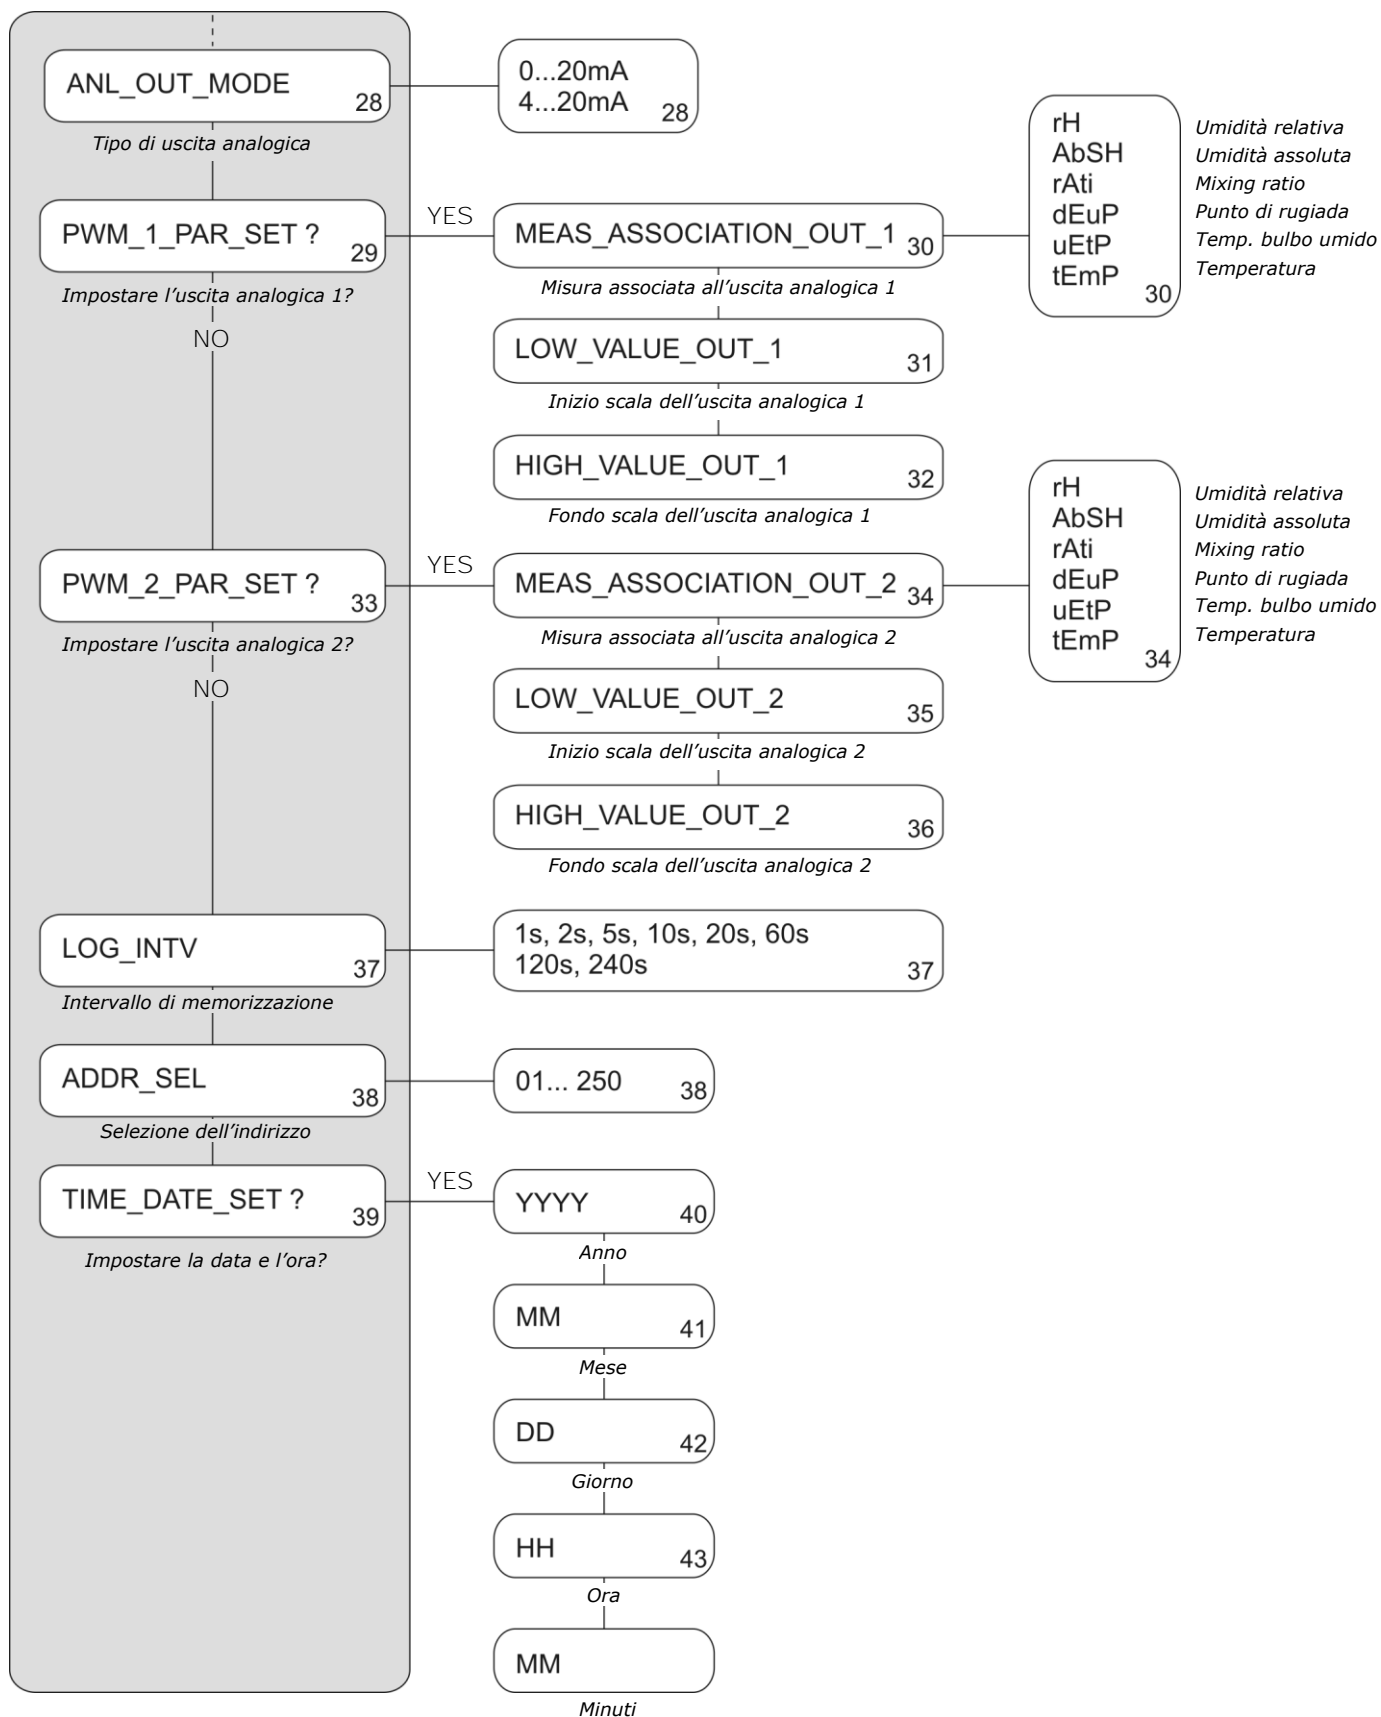 ANL_OUT_MODE
28
Tipo di uscita analogica
0...20mA
4...20mA
28
PWM_1_PAR_SET ?
29
Impostare l'uscita analogica 1?
YES
NO
MEAS_ASSOCIATION_OUT_1
30
Misura associata all'uscita analogica 1
rH
AbSH
rAti
dEuP
uEtP
tEmP
30
Umidità relativa
Umidità assoluta
Mixing ratio
Punto di rugiada
Temp. bulbo umido
Temperatura
LOW_VALUE_OUT_1
31
Inizio scala dell'uscita analogica 1
HIGH_VALUE_OUT_1
32
Fondo scala dell'uscita analogica 1
PWM_2_PAR_SET ?
33
Impostare l'uscita analogica 2?
YES
NO
MEAS_ASSOCIATION_OUT_2
34
Misura associata all'uscita analogica 2
rH
AbSH
rAti
dEuP
uEtP
tEmP
34
Umidità relativa
Umidità assoluta
Mixing ratio
Punto di rugiada
Temp. bulbo umido
Temperatura
LOW_VALUE_OUT_2
35
Inizio scala dell'uscita analogica 2
HIGH_VALUE_OUT_2
36
Fondo scala dell'uscita analogica 2
LOG_INTV
37
Intervallo di memorizzazione
1s, 2s, 5s, 10s, 20s, 60s
120s, 240s
37
ADDR_SEL
38
Selezione dell'indirizzo
01... 250
38
TIME_DATE_SET ?
39
Impostare la data e l'ora?
YES
YYYY
40
Anno
MM
41
Mese
DD
42
Giorno
HH
43
Ora
MM
Minuti